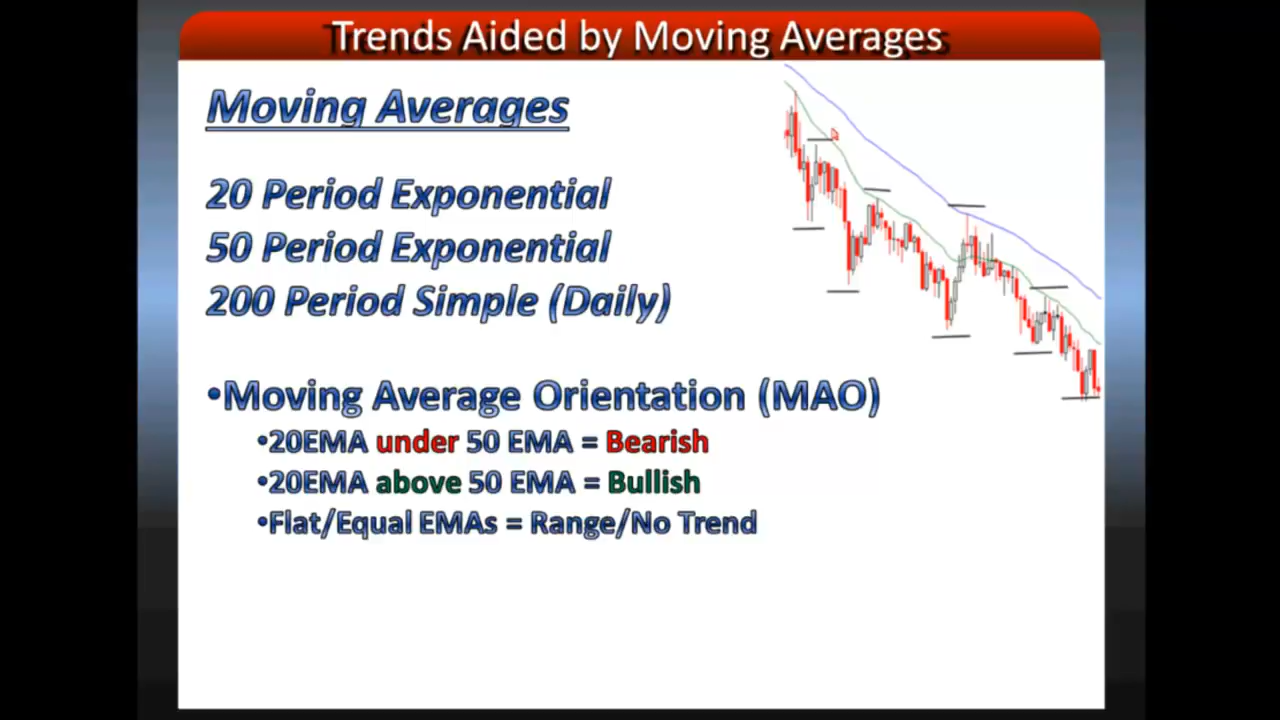 Trends Aided by Moving Averages
Moving Averages
20 Period Exponential
50 Period Exponential
200 Period Simple (Daily)
•Moving Average Orientation (MAO)
•20EMA under 50 EMA = Bearish
•20EMA above 50 EMA = Bullish
•Flat/Equal EMAs = Range/No Trend